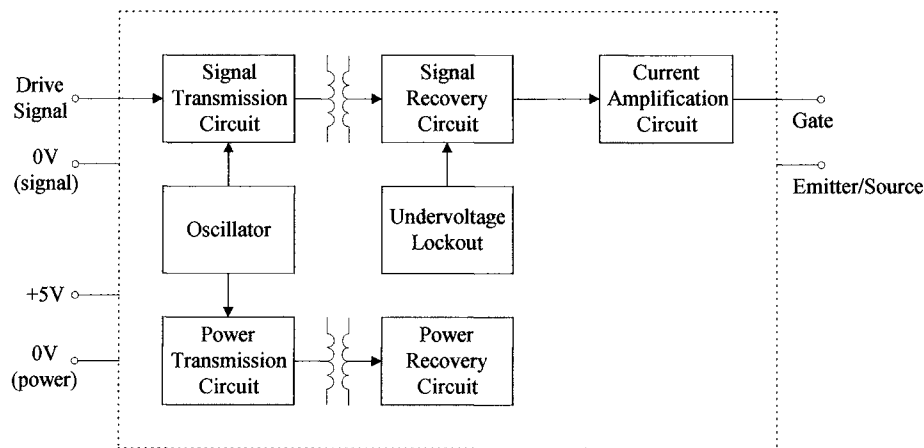 Drive
Signal
0V
(signal)
+5V
0V
(power)
Signal
Transmission
Circuit
Signal
Recovery
Circuit
Current
Amplification
Circuit
Gate
Emitter/Source
Oscillator
Undervoltage
Lockout
Power
Transmission
Circuit
Power
Recovery
Circuit